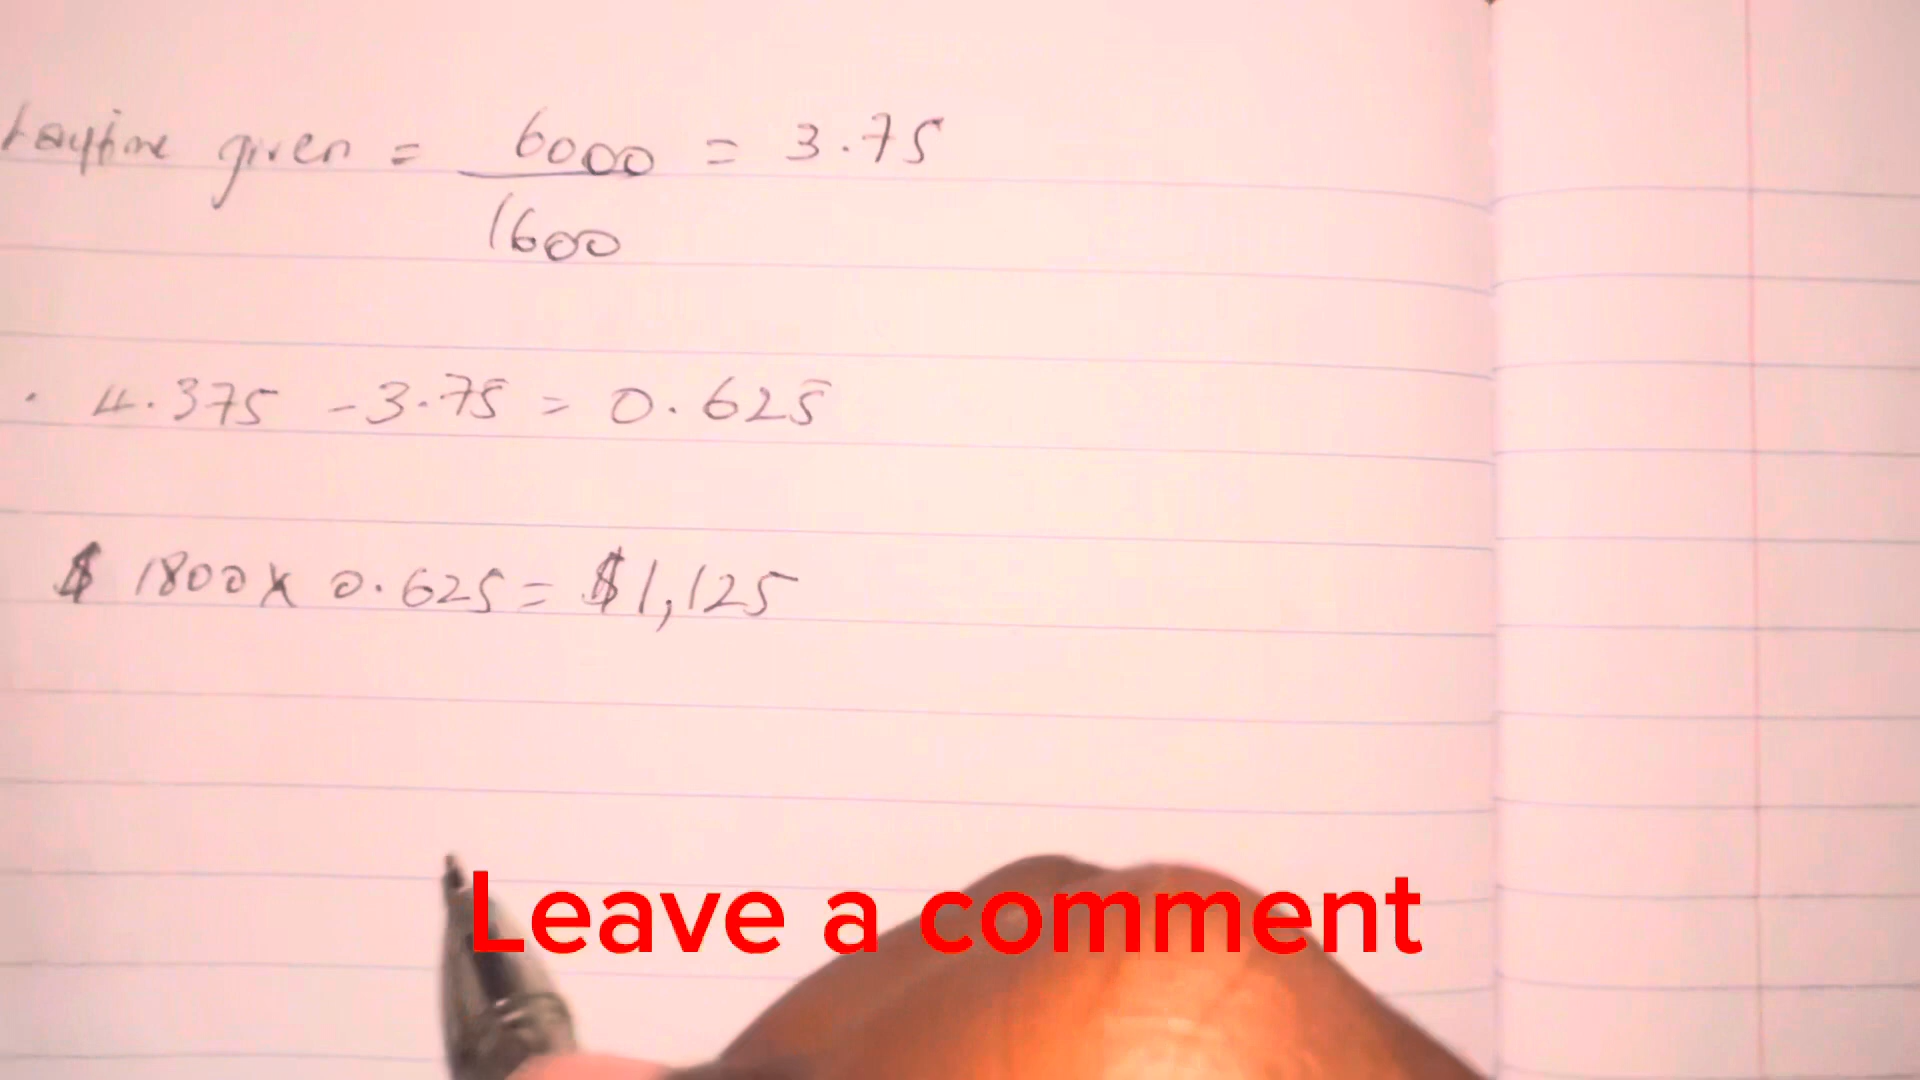 Laytime given = 6000 = 3.75
1600
. 4.375 - 3.75 = 0.625
$ 1800 x 0.625 = $1,125
Leave a comment